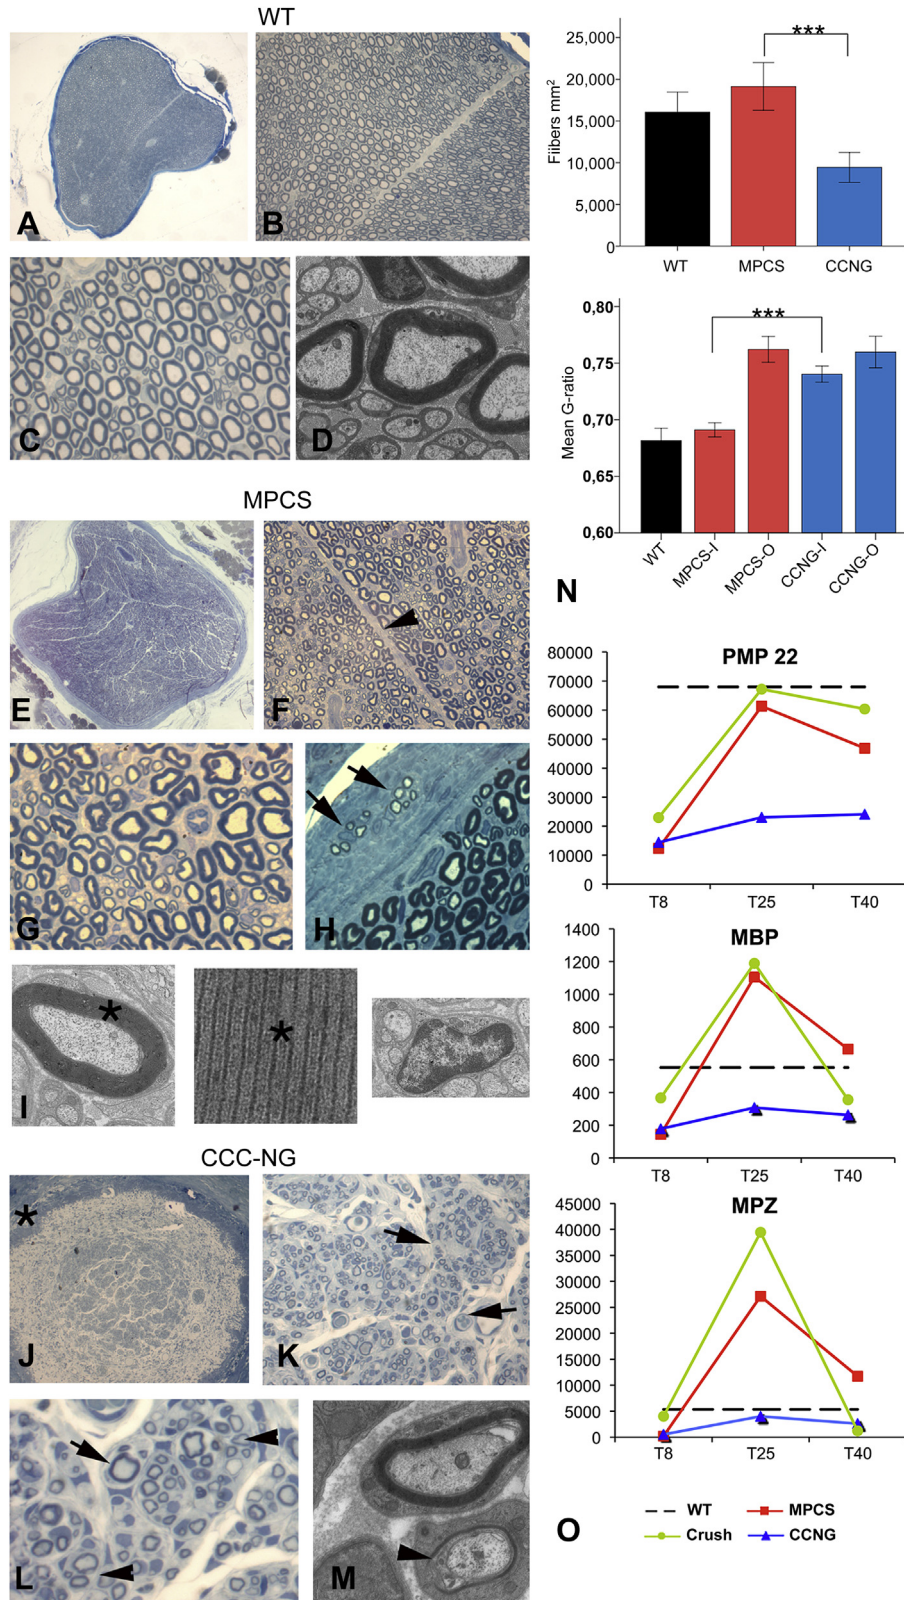 WT
A
B
C
D
MPCS
E
F
G
H
*
*
I
CCC-NG
*
J
K
L
M
25,000
20,000
15,000
10,000
5,000
0
Fiibers mm²
***
WT MPCS CCNG
0,80
0,75
0,70
0,65
0,60
Mean G-ratio
***
WT MPCS-I MPCS-O CCNG-I CCNG-O
N
PMP 22
80000
70000
60000
50000
40000
30000
20000
10000
0
T8 T25 T40
MBP
1400
1200
1000
800
600
400
200
0
T8 T25 T40
MPZ
45000
40000
35000
30000
25000
20000
15000
10000
5000
0
T8 T25 T40
WT MPCS
Crush CCNG
O